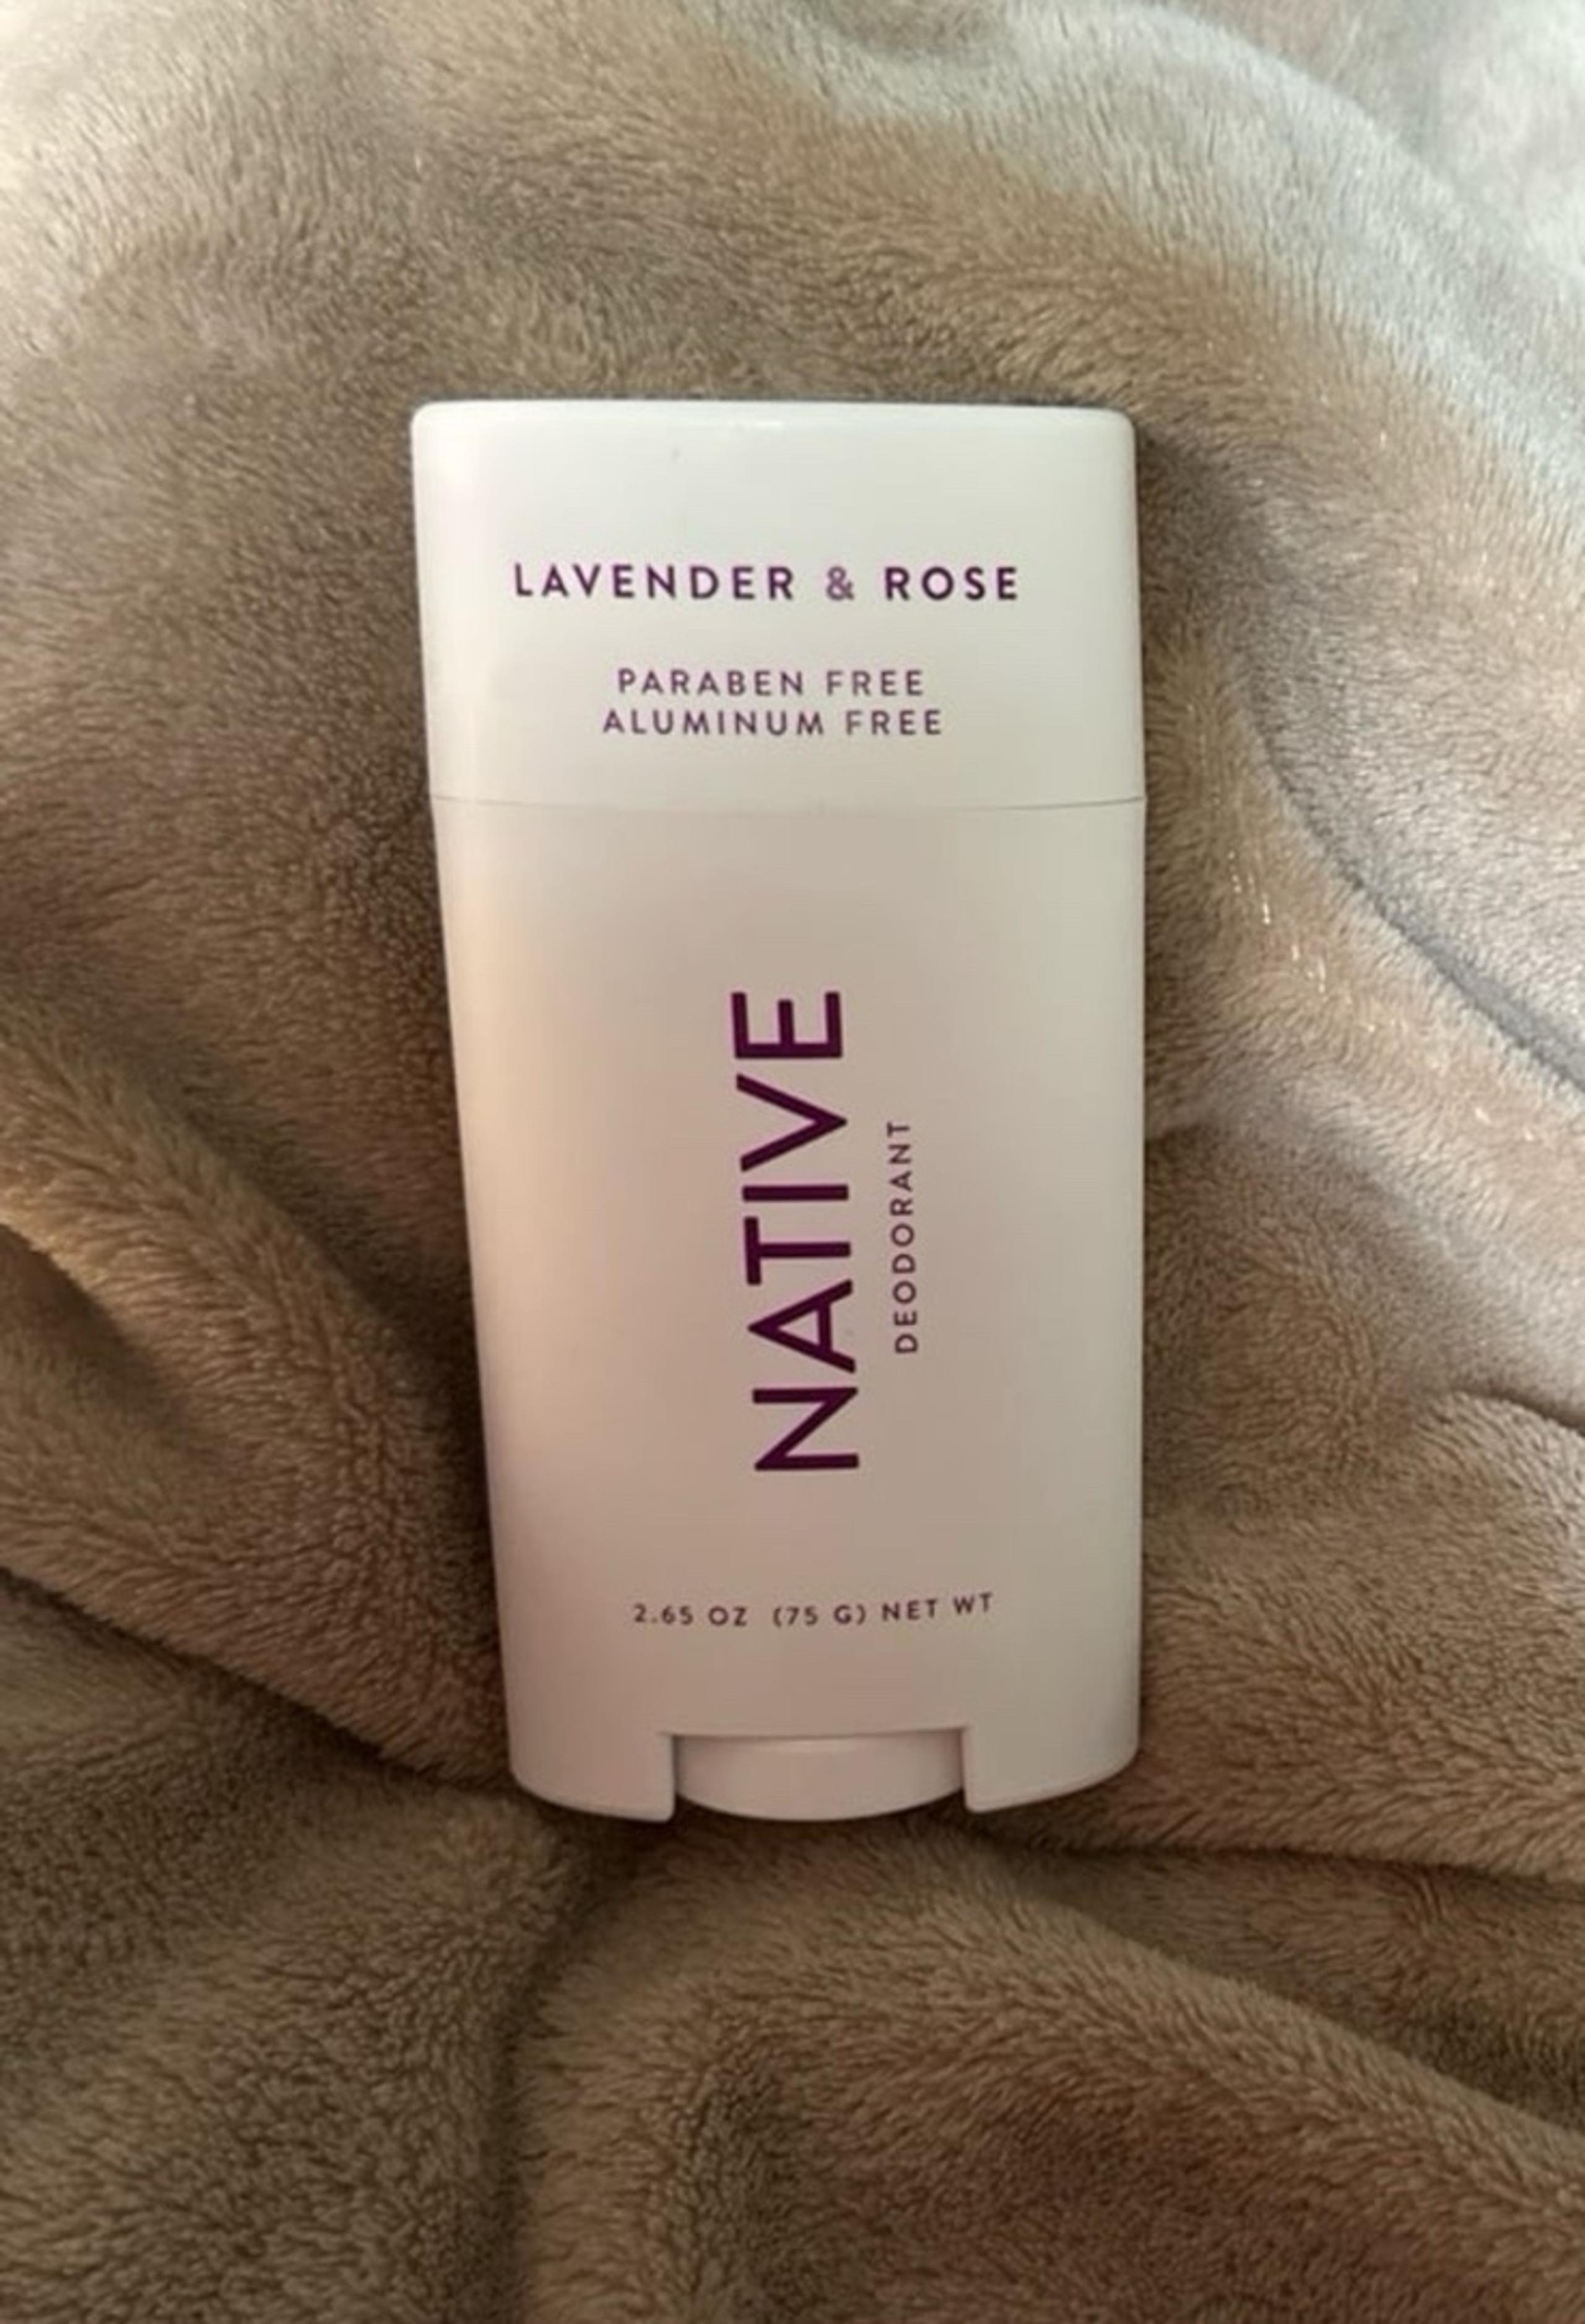 LAVENDER & ROSE
PARABEN FREE
ALUMINUM FREE
NATIVE
DEODORANT
2.65 OZ (75 G) NET WT